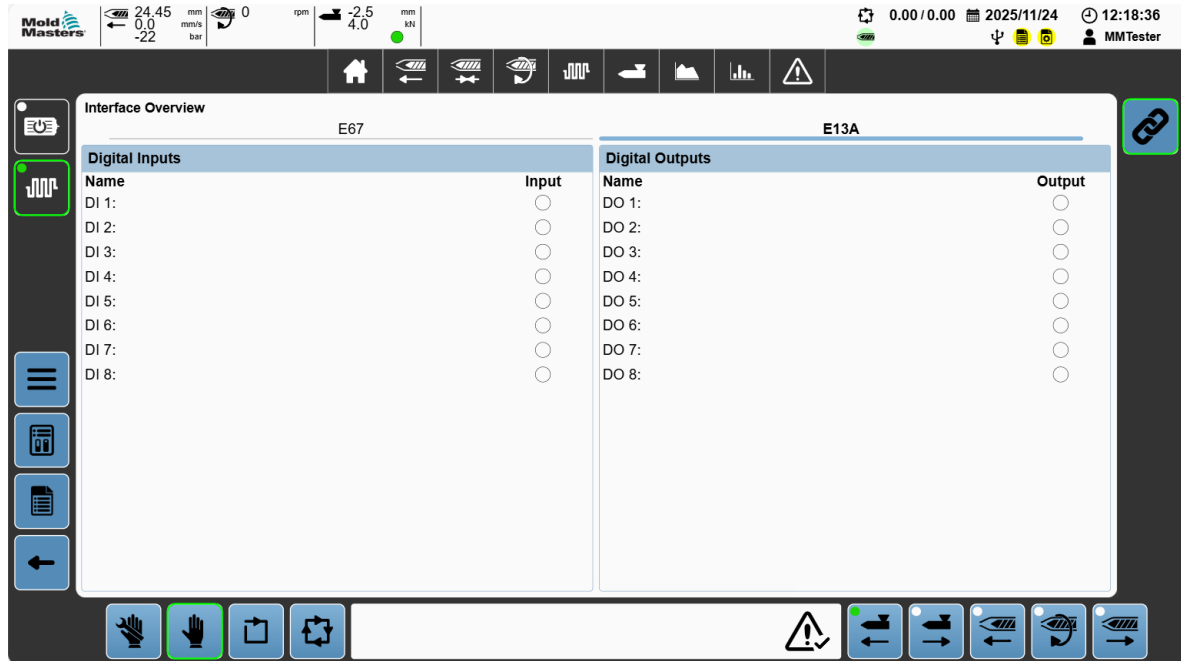 Mold
Masters
24.45 mm
0.0 mm/s
-22 bar
0 rpm
-2.5 mm
4.0 kN
0.00 / 0.00
2025/11/24
12:18:36
MMTester
Interface Overview
E67
E13A
Digital Inputs
Name Input
DI 1:
DI 2:
DI 3:
DI 4:
DI 5:
DI 6:
DI 7:
DI 8:
Digital Outputs
Name Output
DO 1:
DO 2:
DO 3:
DO 4:
DO 5:
DO 6:
DO 7:
DO 8: